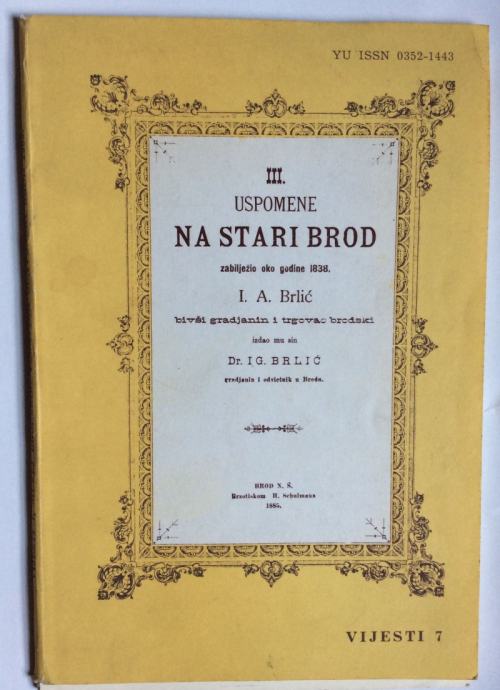 YU ISSN 0352-1443
III.
USPOMENE
NA STARI BROD
zabilježio oko godine 1838.
I. A. Brlić
bivši gradjanin i trgovac brodski
izdao mu sin
Dr. IG. BRLIĆ
gradjanin i odvietnik u Brodu.
BROD N. S.
Brzotiskom H. Schulmana
1885.
VIJESTI 7